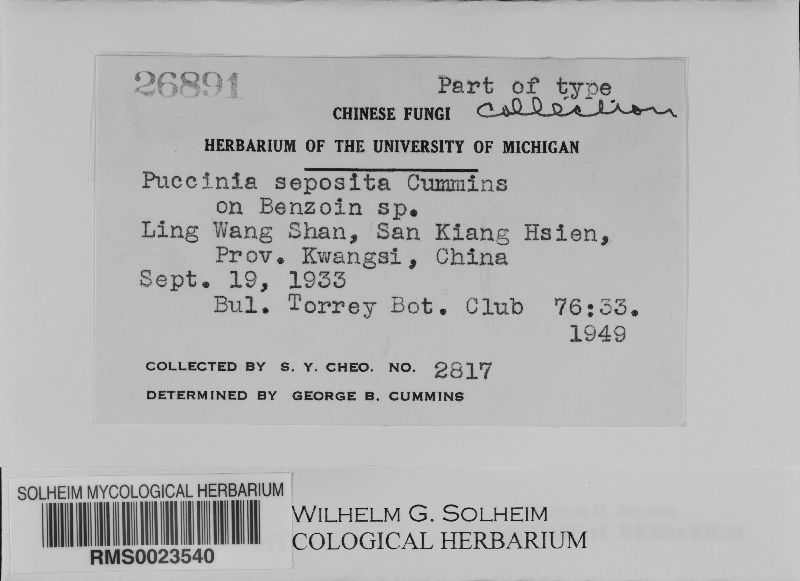 26891
Part of type
collection
CHINESE FUNGI
HERBARIUM OF THE UNIVERSITY OF MICHIGAN
Puccinia seposita Cummins
on Benzoin sp.
Ling Wang Shan, San Kiang Hsien,
Prov. Kwangsi, China
Sept. 19, 1933
Bul. Torrey Bot. Club 76:33.
1949
COLLECTED BY S. Y. CHEO. NO. 2817
DETERMINED BY GEORGE B. CUMMINS
SOLHEIM MYCOLOGICAL HERBARIUM
RMS0023540
WILHELM G. SOLHEIM
COLOGICAL HERBARIUM